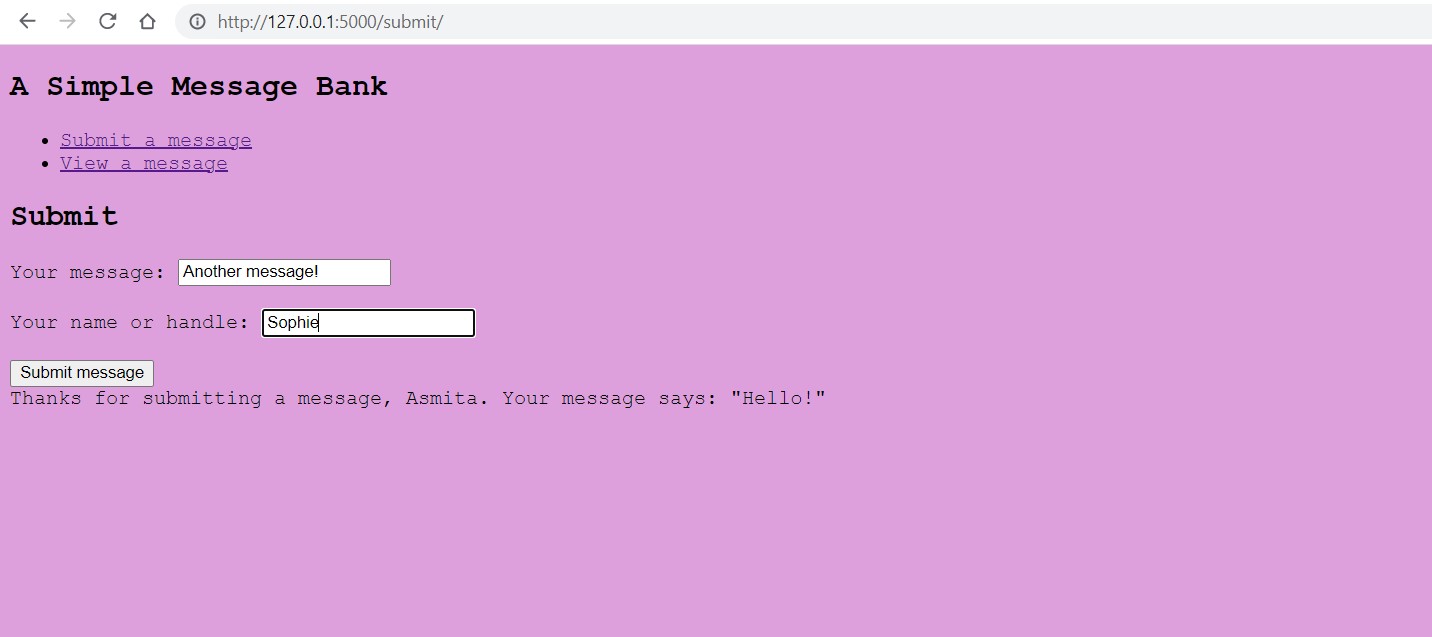 http://127.0.0.1:5000/submit/
A Simple Message Bank
Submit a message
View a message
Submit
Your message: Another message!
Your name or handle: Sophie
Submit message
Thanks for submitting a message, Asmita. Your message says: "Hello!"